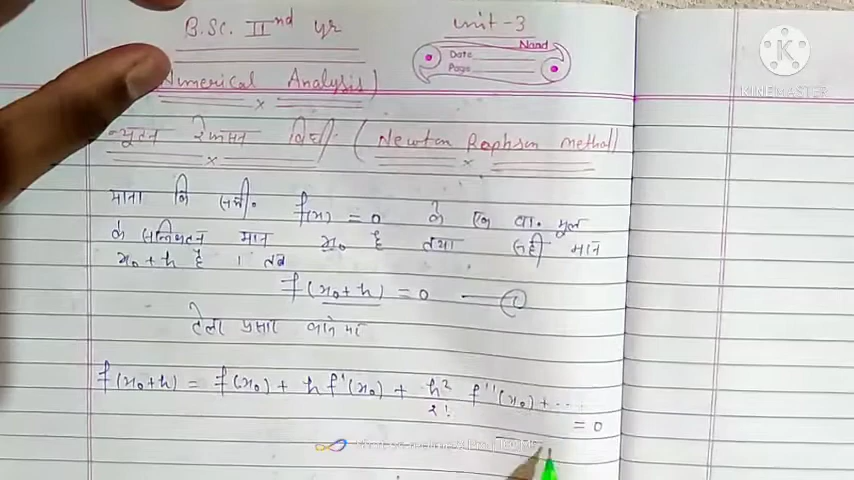 B.Sc. IInd yr
Unit-3
Nand
Date
Page
Numerical Analysis)
KINEMASTER
न्यूटन रेफसन विधी (Newton Raphson method)
माना कि समी० f(x) = 0 के एक वा० मूल
के सन्निकटन मान x₀ है तथा सही मान
x₀ + h है । तब
f(x₀ + h) = 0 — (1)
टेलर प्रसार
f(x₀+h) = f(x₀) + h f'(x₀) + h²/2! f''(x₀) + ...
= 0